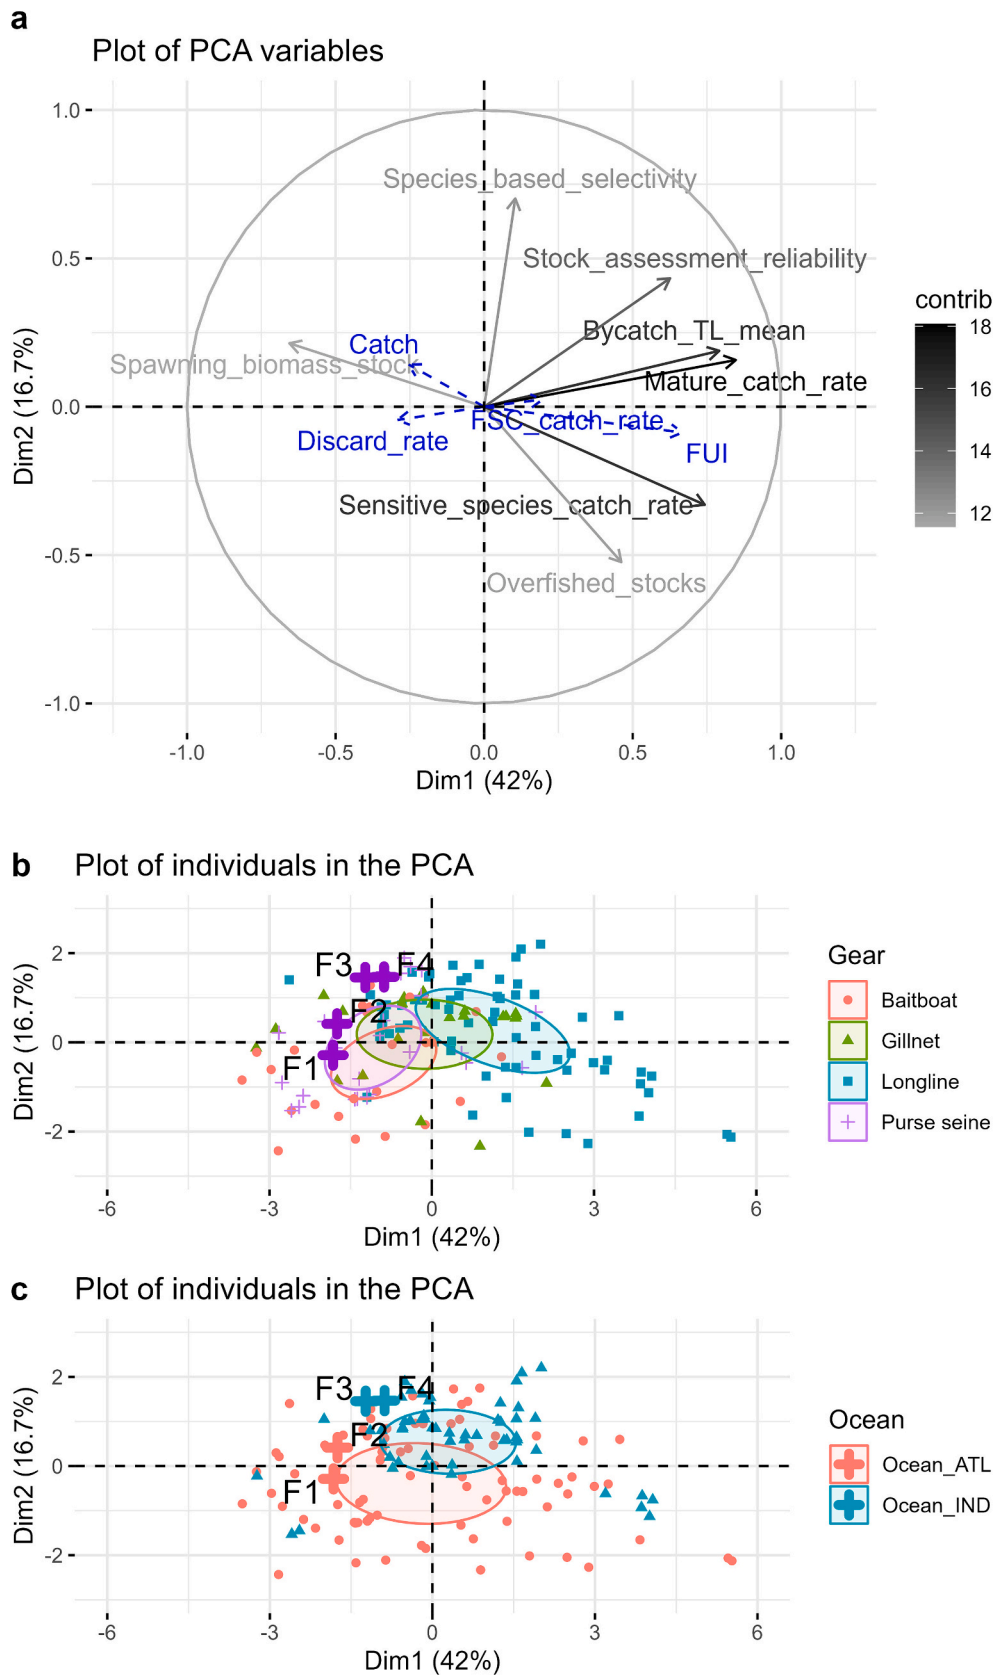 a
Plot of PCA variables
1.0
0.5
0.0
-0.5
-1.0
Dim2 (16.7%)
Species_based_selectivity
Stock_assessment_reliability
Bycatch_TL_mean
Catch
Spawning_biomass_stock
Mature_catch_rate
FSC_catch_rate
Discard_rate
FUI
Sensitive_species_catch_rate
Overfished_stocks
-1.0 -0.5 0.0 0.5 1.0
Dim1 (42%)
contrib
18
16
14
12
b Plot of individuals in the PCA
2
0
-2
Dim2 (16.7%)
F3 F4
F2
F1
-6 -3 0 3 6
Dim1 (42%)
Gear
Baitboat
Gillnet
Longline
Purse seine
c Plot of individuals in the PCA
2
0
-2
Dim2 (16.7%)
F3 F4
F2
F1
-6 -3 0 3 6
Dim1 (42%)
Ocean
Ocean_ATL
Ocean_IND